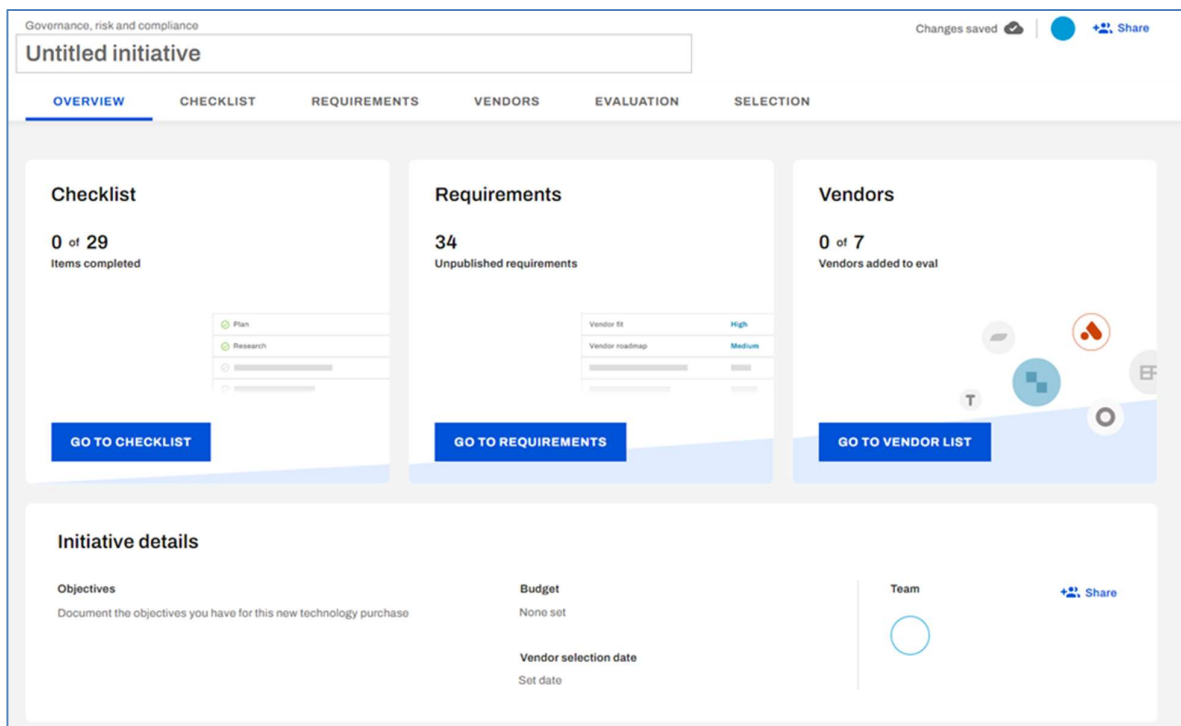 Governance, risk and compliance
Changes saved
Share
Untitled initiative
OVERVIEW CHECKLIST REQUIREMENTS VENDORS EVALUATION SELECTION
Checklist
0 of 29
Items completed
Plan
Research
GO TO CHECKLIST
Requirements
34
Unpublished requirements
Vendor fit High
Vendor roadmap Medium
GO TO REQUIREMENTS
Vendors
0 of 7
Vendors added to eval
T
GO TO VENDOR LIST
Initiative details
Objectives
Document the objectives you have for this new technology purchase
Budget
None set
Vendor selection date
Set date
Team
Share